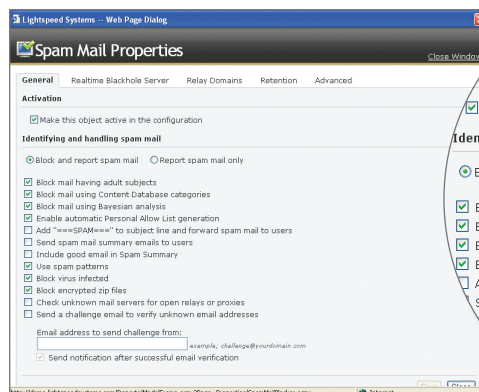 Lightspeed Systems -- Web Page Dialog
Spam Mail Properties
Close Window
General Realtime Blackhole Server Relay Domains Retention Advanced
Activation
Make this object active in the configuration
Identifying and handling spam mail
Block and report spam mail Report spam mail only
Block mail having adult subjects
Block mail using Content Database categories
Block mail using Bayesian analysis
Enable automatic Personal Allow List generation
Add "===SPAM===" to subject line and forward spam mail to users
Send spam mail summary emails to users
Include good email in Spam Summary
Use spam patterns
Block virus infected
Block encrypted zip files
Check unknown mail servers for open relays or proxies
Send a challenge email to verify unknown email addresses
Email address to send challenge from:
example; challenge@yourdomain.com
Send notification after successful email verification
Iden